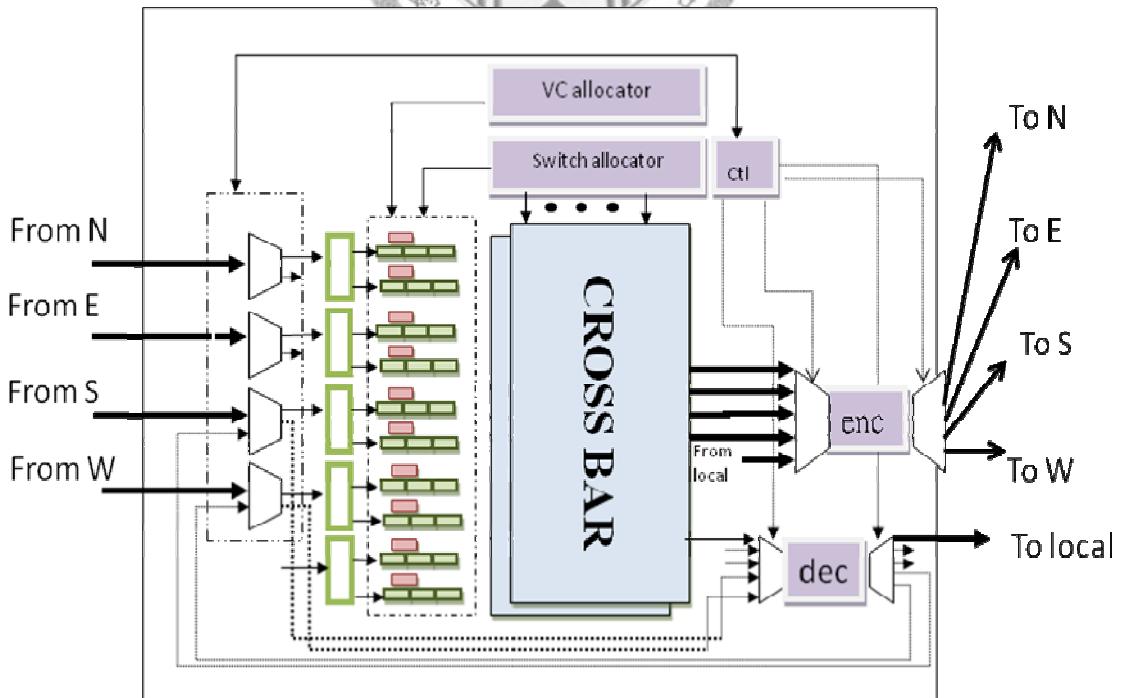 VC allocator
Switch allocator
Ctl
From N
From E
From S
From W
CROSS BAR
From
local
enc
dec
To N
To E
To S
To W
To local